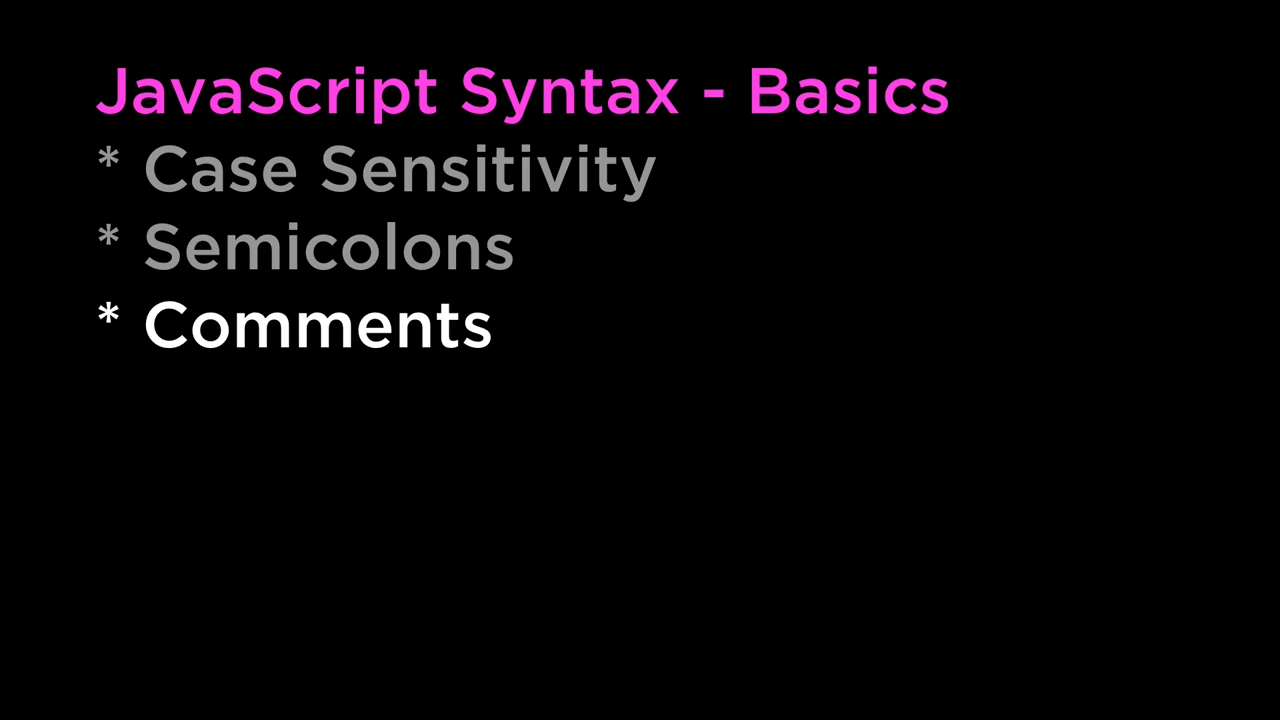 JavaScript Syntax - Basics
* Case Sensitivity
* Semicolons
* Comments